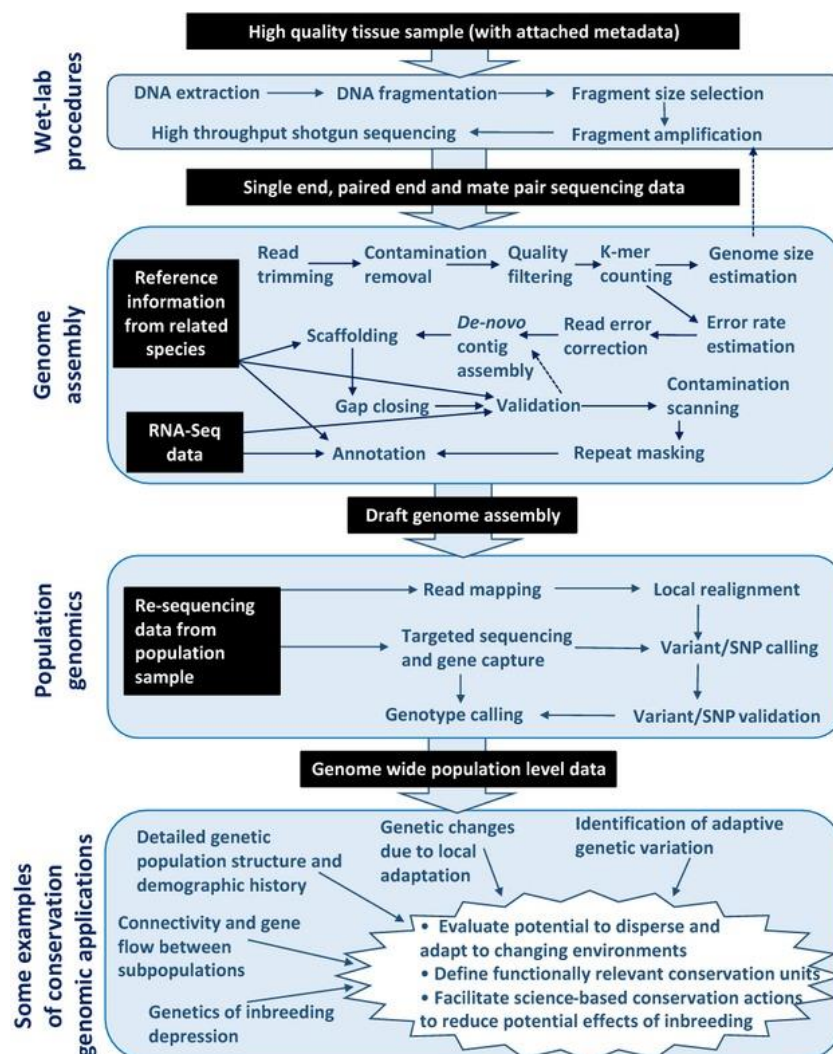 High quality tissue sample (with attached metadata)
Wet-lab
procedures
DNA extraction
DNA fragmentation
Fragment size selection
High throughput shotgun sequencing
Fragment amplification
Single end, paired end and mate pair sequencing data
Genome
assembly
Reference
information
from related
species
Read
trimming
Contamination
removal
Quality
filtering
K-mer
counting
Genome size
estimation
Scaffolding
De-novo
contig
assembly
Read error
correction
Error rate
estimation
Gap closing
Validation
Contamination
scanning
RNA-Seq
data
Annotation
Repeat masking
Draft genome assembly
Population
genomics
Re-sequencing
data from
population
sample
Read mapping
Local realignment
Targeted sequencing
and gene capture
Variant/SNP calling
Genotype calling
Variant/SNP validation
Genome wide population level data
Some examples
of conservation
genomic applications
Detailed genetic
population structure and
demographic history
Genetic changes
due to local
adaptation
Identification of adaptive
genetic variation
Connectivity and gene
flow between
subpopulations
Genetics of inbreeding
depression
• Evaluate potential to disperse and
adapt to changing environments
• Define functionally relevant conservation units
• Facilitate science-based conservation actions
to reduce potential effects of inbreeding